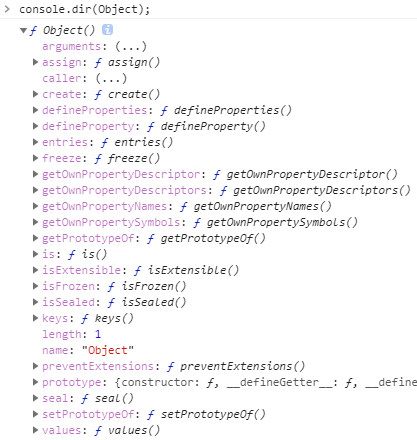 > console.dir(Object);
▼ ƒ Object() i
arguments: (...)
▶ assign: ƒ assign()
caller: (...)
▶ create: ƒ create()
▶ defineProperties: ƒ defineProperties()
▶ defineProperty: ƒ defineProperty()
▶ entries: ƒ entries()
▶ freeze: ƒ freeze()
▶ getOwnPropertyDescriptor: ƒ getOwnPropertyDescriptor()
▶ getOwnPropertyDescriptors: ƒ getOwnPropertyDescriptors()
▶ getOwnPropertyNames: ƒ getOwnPropertyNames()
▶ getOwnPropertySymbols: ƒ getOwnPropertySymbols()
▶ getPrototypeOf: ƒ getPrototypeOf()
▶ is: ƒ is()
▶ isExtensible: ƒ isExtensible()
▶ isFrozen: ƒ isFrozen()
▶ isSealed: ƒ isSealed()
▶ keys: ƒ keys()
length: 1
name: "Object"
▶ preventExtensions: ƒ preventExtensions()
▶ prototype: {constructor: ƒ, __defineGetter__: ƒ, __define
▶ seal: ƒ seal()
▶ setPrototypeOf: ƒ setPrototypeOf()
▶ values: ƒ values()